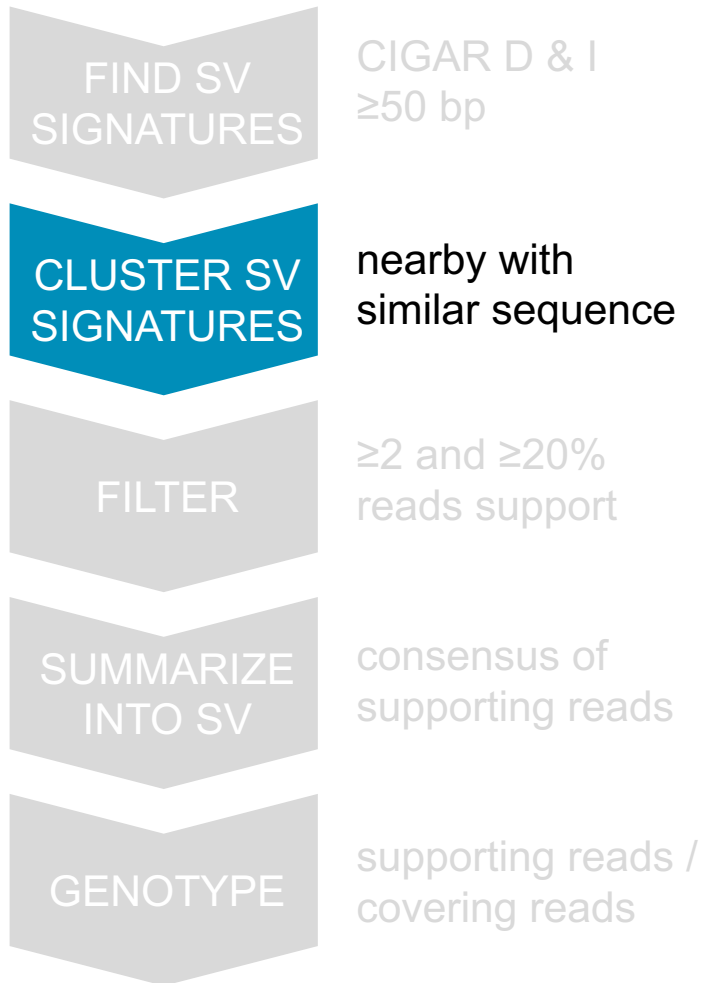 FIND SV
SIGNATURES
CIGAR D & I
≥50 bp
CLUSTER SV
SIGNATURES
nearby with
similar sequence
FILTER
≥2 and ≥20%
reads support
SUMMARIZE
INTO SV
consensus of
supporting reads
GENOTYPE
supporting reads /
covering reads